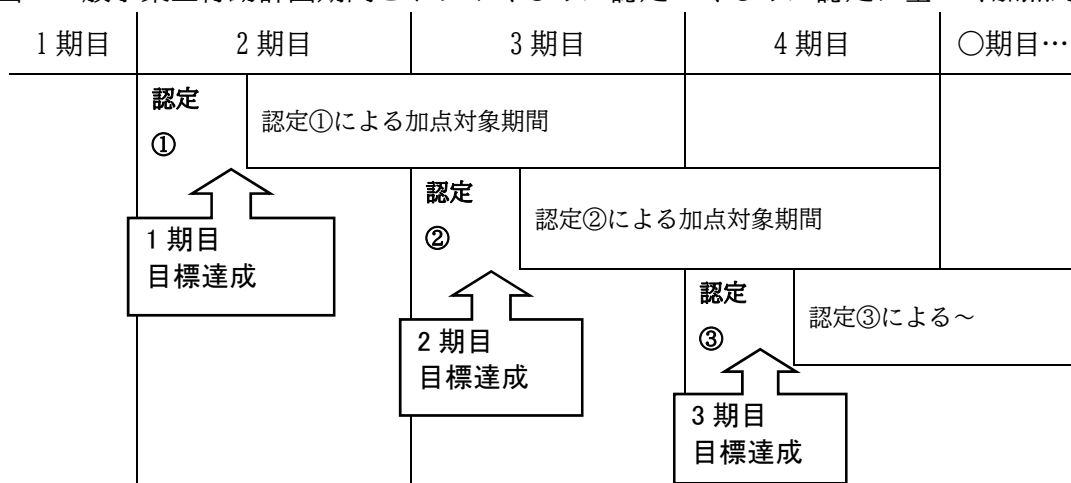 1期目
2期目
3期目
4期目
○期目…
認定
①
認定①による加点対象期間
1期目
目標達成
認定
②
認定②による加点対象期間
2期目
目標達成
認定
③
認定③による～
3期目
目標達成